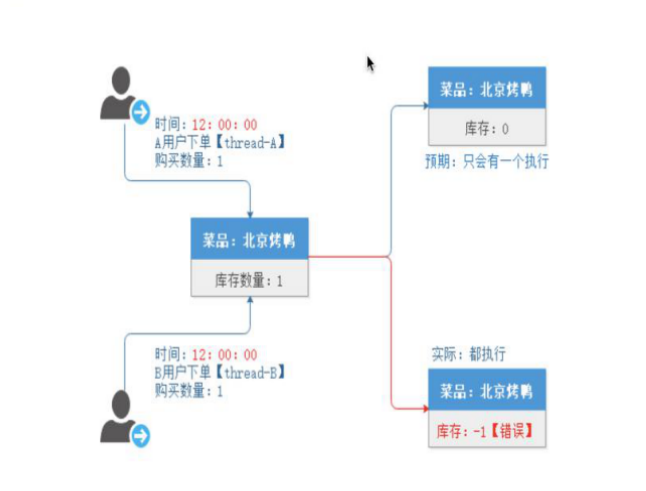 时间：12：00：00
A用户下单【thread-A】
购买数量：1
菜品：北京烤鸭
库存：0
预期：只会有一个执行
菜品：北京烤鸭
库存数量：1
时间：12：00：00
B用户下单【thread-B】
购买数量：1
实际：都执行
菜品：北京烤鸭
库存：-1【错误】